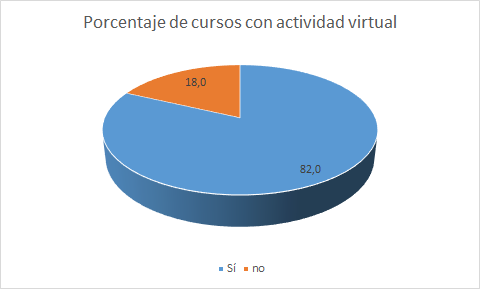 Porcentaje de cursos con actividad virtual
18,0
82,0
Sí no